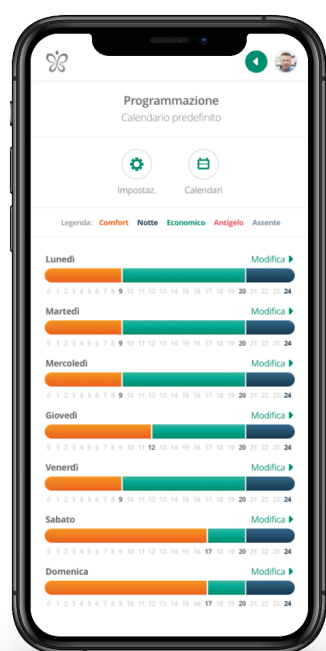 Programmazione
Calendario predefinito
Impostaz. Calendari
Legenda: Comfort Notte Economico Antigelo Assente
Lunedì Modifica
0 1 2 3 4 5 6 7 8 9 10 11 12 13 14 15 16 17 18 19 20 21 22 23 24
Martedì Modifica
0 1 2 3 4 5 6 7 8 9 10 11 12 13 14 15 16 17 18 19 20 21 22 23 24
Mercoledì Modifica
0 1 2 3 4 5 6 7 8 9 10 11 12 13 14 15 16 17 18 19 20 21 22 23 24
Giovedì Modifica
0 1 2 3 4 5 6 7 8 9 10 11 12 13 14 15 16 17 18 19 20 21 22 23 24
Venerdì Modifica
0 1 2 3 4 5 6 7 8 9 10 11 12 13 14 15 16 17 18 19 20 21 22 23 24
Sabato Modifica
0 1 2 3 4 5 6 7 8 9 10 11 12 13 14 15 16 17 18 19 20 21 22 23 24
Domenica Modifica
0 1 2 3 4 5 6 7 8 9 10 11 12 13 14 15 16 17 18 19 20 21 22 23 24